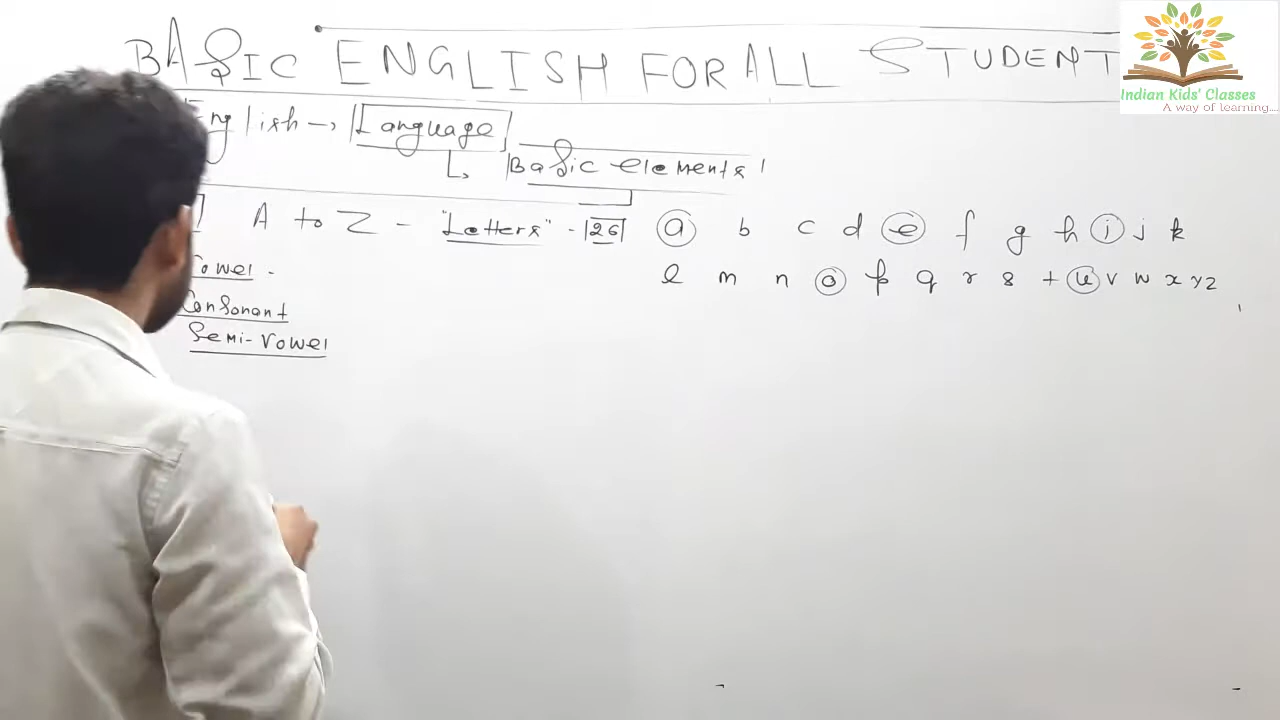 BASIC ENGLISH FOR ALL STUDENT
Indian Kids' Classes
A way of learning....
English → Language
Basic elements
A to Z - "Letters" - 26
a b c d e f g h i j k
l m n o p q r s t u v w x y z
Vowel -
Consonant
Semi-Vowel